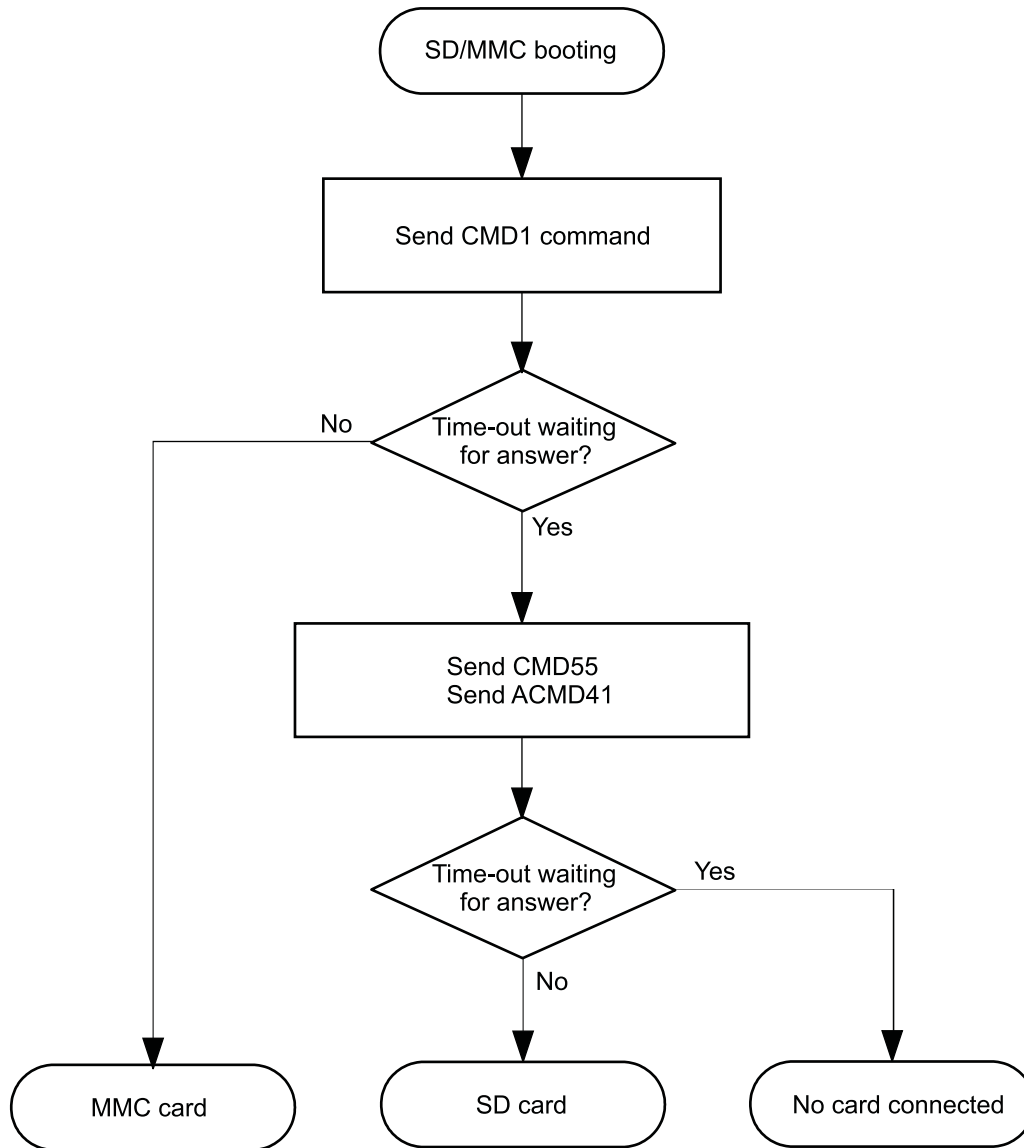 SD/MMC booting
Send CMD1 command
No
Time-out waiting
for answer?
Yes
Send CMD55
Send ACMD41
Time-out waiting
for answer?
Yes
No
MMC card
SD card
No card connected